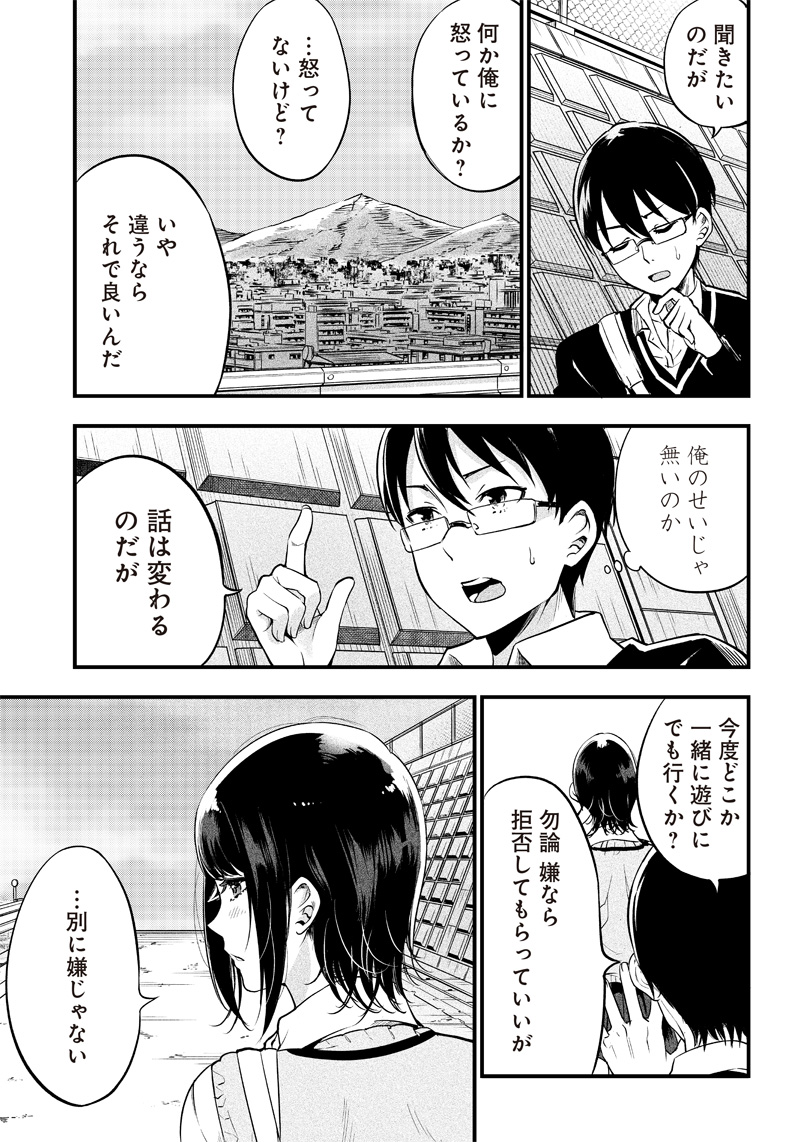 聞きたい
のだが
何か俺に
怒っているか？
…怒って
ないけど？
いや
違うなら
それで良いんだ
俺のせいじゃ
無いのか
話は変わる
のだが
今度どこか
一緒に遊びに
でも行くか？
勿論 嫌なら
拒否してもらっていいが
…別に嫌じゃない